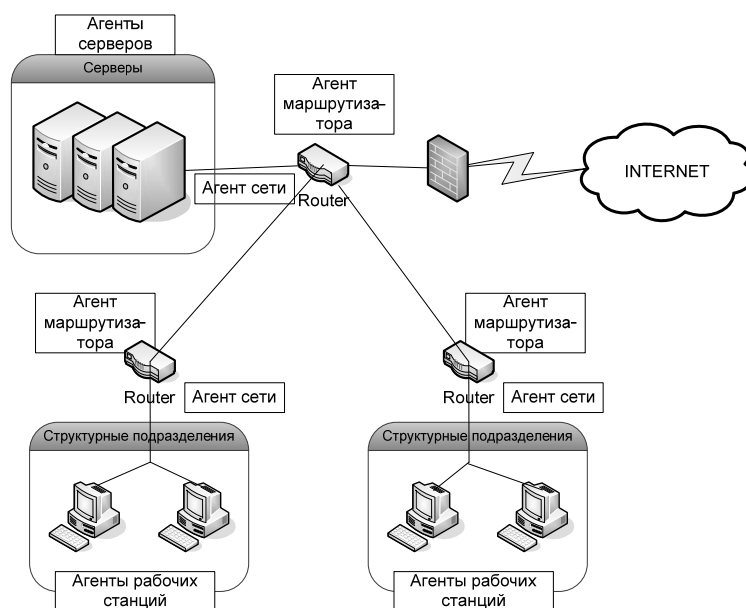 Агенты
серверов
Серверы
Агент
маршрутиза-
тора
INTERNET
Агент сети
Router
Агент
маршрутиза-
тора
Агент
маршрутиза-
тора
Router
Агент сети
Router
Агент сети
Структурные подразделения
Структурные подразделения
Агенты рабочих
станций
Агенты рабочих
станций